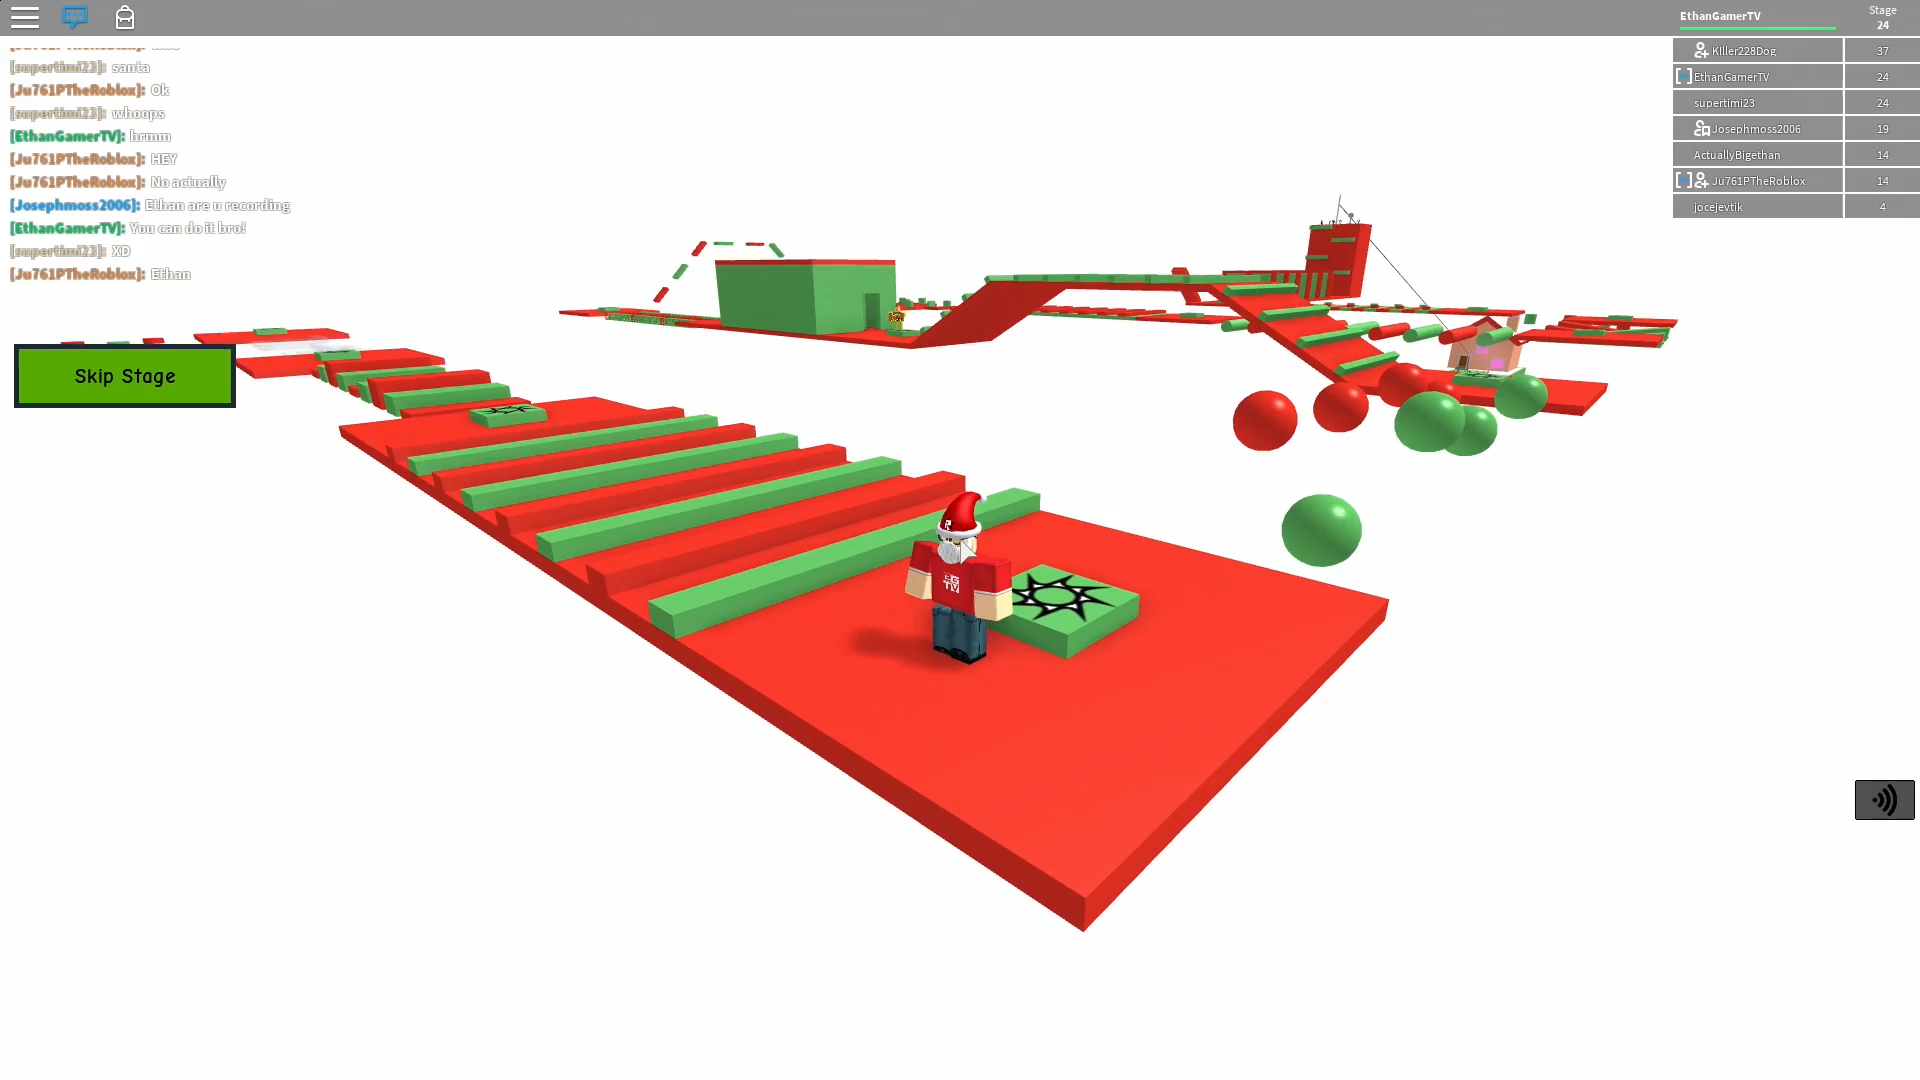 [supertimi23]: santa
[Ju761PTheRoblox]: Ok
[supertimi23]: whoops
[EthanGamerTV]: hrmm
[Ju761PTheRoblox]: HEY
[Ju761PTheRoblox]: No actually
[Josephmoss2006]: Ethan are u recording
[EthanGamerTV]: You can do it bro!
[supertimi23]: XD
[Ju761PTheRoblox]: Ethan
Skip Stage
EthanGamerTV Stage 24
KIller228Dog 37
EthanGamerTV 24
supertimi23 24
Josephmoss2006 19
ActuallyBigethan 14
Ju761PTheRoblox 14
jocejevtik 4
EG
TV